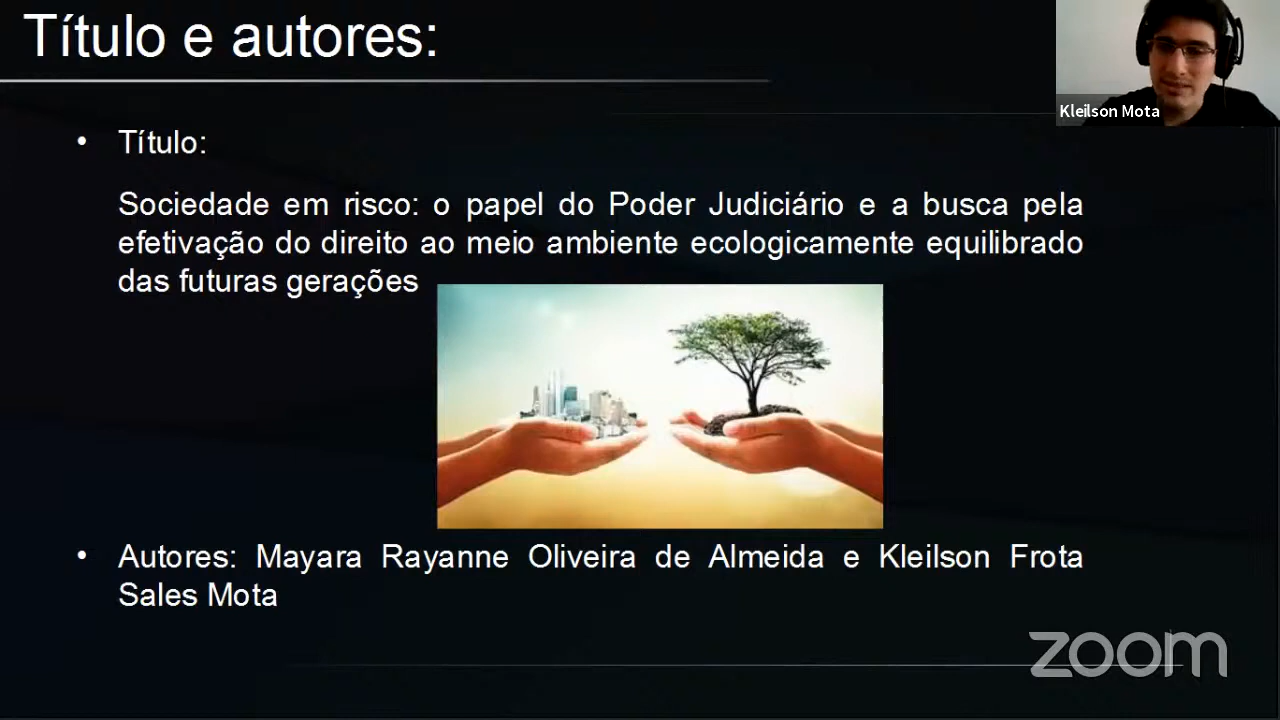 Título e autores:
Kleilson Mota
• Título:
Sociedade em risco: o papel do Poder Judiciário e a busca pela
efetivação do direito ao meio ambiente ecologicamente equilibrado
das futuras gerações
• Autores: Mayara Rayanne Oliveira de Almeida e Kleilson Frota
Sales Mota
zoom